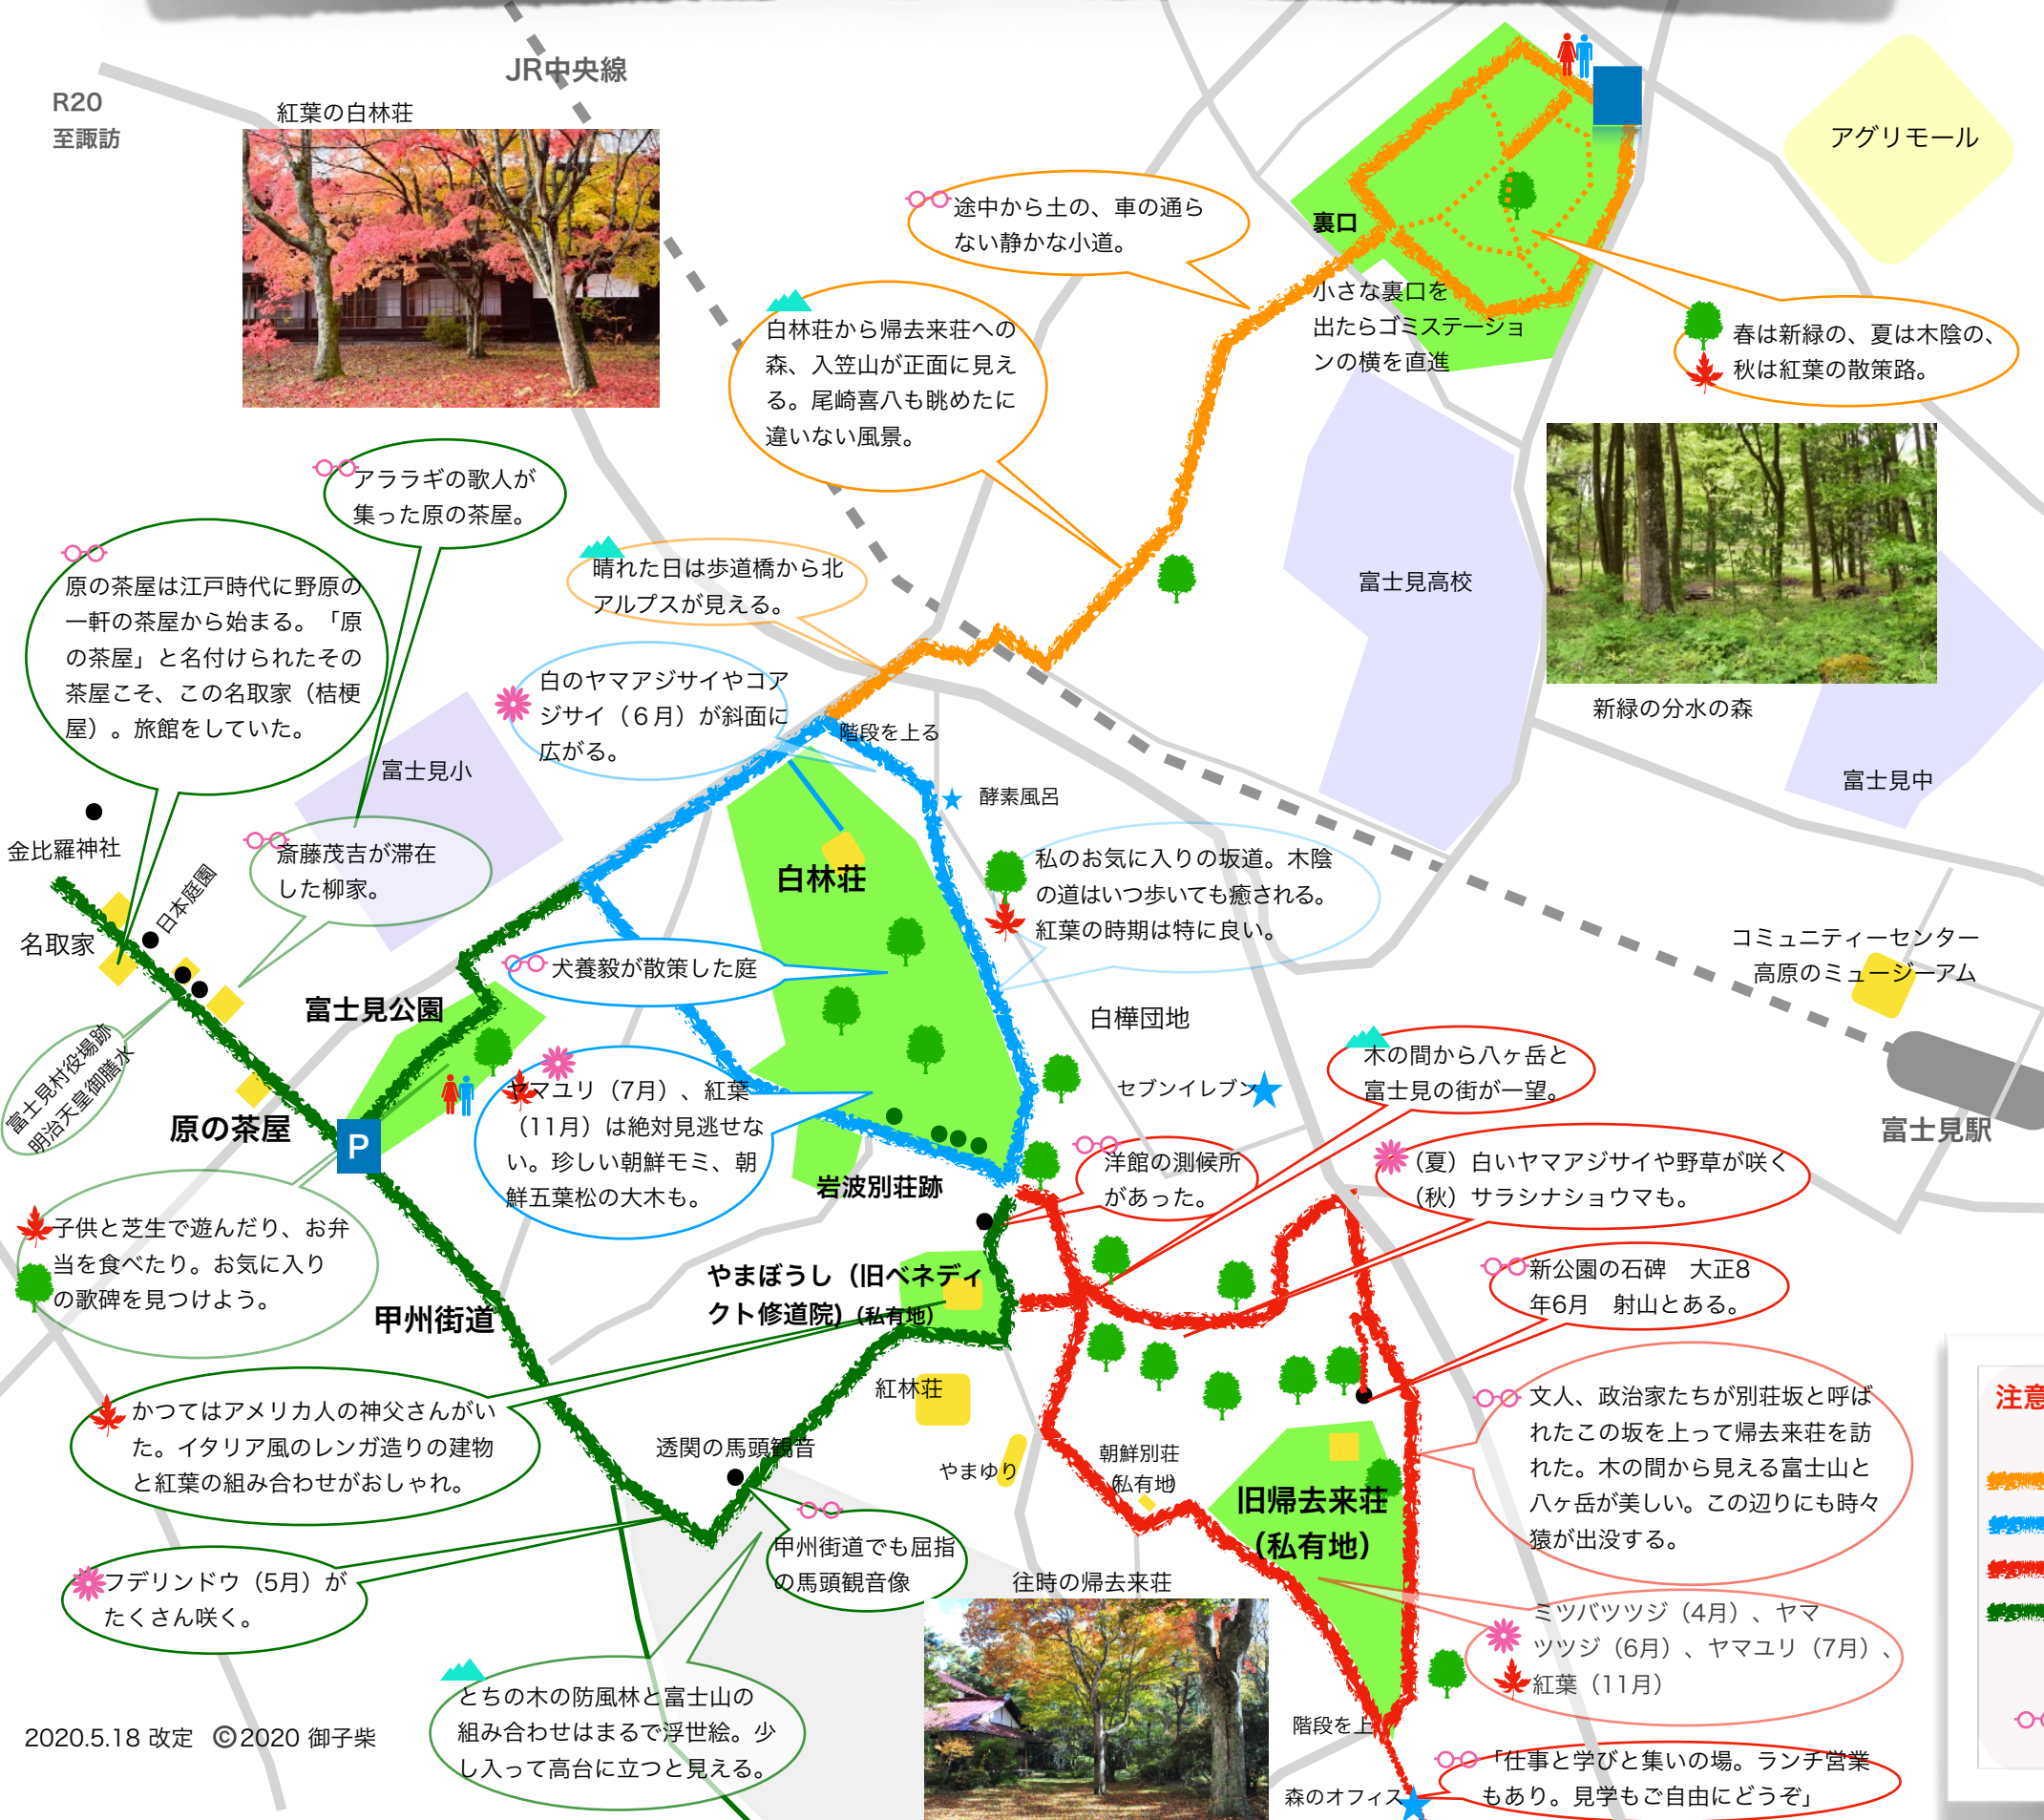 JR中央線
R20
至諏訪
紅葉の白林荘
アグリモール
途中から土の、車の通ら
ない静かな小道。
裏口
小さな裏口を
出たらゴミステーショ
ンの横を直進
白林荘から帰去来荘への
森、入笠山が正面に見え
る。尾崎喜八も眺めたに
違いない風景。
春は新緑の、夏は木陰の、
秋は紅葉の散策路。
アララギの歌人が
集った原の茶屋。
原の茶屋は江戸時代に野原の
一軒の茶屋から始まる。「原
の茶屋」と名付けられたその
茶屋こそ、この名取家（桔梗
屋）。旅館をしていた。
晴れた日は歩道橋から北
アルプスが見える。
富士見高校
白のヤマアジサイやコア
ジサイ（６月）が斜面に
広がる。
新緑の分水の森
階段を上る
富士見小
富士見中
酵素風呂
金比羅神社
斎藤茂吉が滞在
した柳家。
日本庭園
白林荘
私のお気に入りの坂道。木陰
の道はいつ歩いても癒される。
紅葉の時期は特に良い。
名取家
コミュニティーセンター
高原のミュージーアム
犬養毅が散策した庭
富士見公園
白樺団地
富士見村役場跡
明治天皇御膳水
木の間から八ヶ岳と
富士見の街が一望。
セブンイレブン
ヤマユリ（7月）、紅葉
（11月）は絶対見逃せな
い。珍しい朝鮮モミ、朝
鮮五葉松の大木も。
原の茶屋
P
富士見駅
洋館の測候所
があった。
（夏）白いヤマアジサイや野草が咲く
（秋）サラシナショウマも。
岩波別荘跡
子供と芝生で遊んだり、お弁
当を食べたり。お気に入り
の歌碑を見つけよう。
やまぼうし（旧ベネディ
クト修道院)（私有地）
新公園の石碑　大正8
年6月　射山とある。
甲州街道
紅林荘
かつてはアメリカ人の神父さんがい
た。イタリア風のレンガ造りの建物
と紅葉の組み合わせがおしゃれ。
文人、政治家たちが別荘坂と呼ば
れたこの坂を上って帰去来荘を訪
れた。木の間から見える富士山と
八ヶ岳が美しい。この辺りにも時々
猿が出没する。
注意
透関の馬頭観音
やまゆり
朝鮮別荘
（私有地）
旧帰去来荘
（私有地）
甲州街道でも屈指
の馬頭観音像
フデリンドウ（5月）が
たくさん咲く。
往時の帰去来荘
ミツバツツジ（4月）、ヤマ
ツツジ（6月）、ヤマユリ（7月）、
紅葉（11月）
とちの木の防風林と富士山の
組み合わせはまるで浮世絵。少
し入って高台に立つと見える。
階段を上
2020.5.18 改定　©2020 御子柴
「仕事と学びと集いの場。ランチ営業
もあり。見学もご自由にどうぞ」
森のオフィス